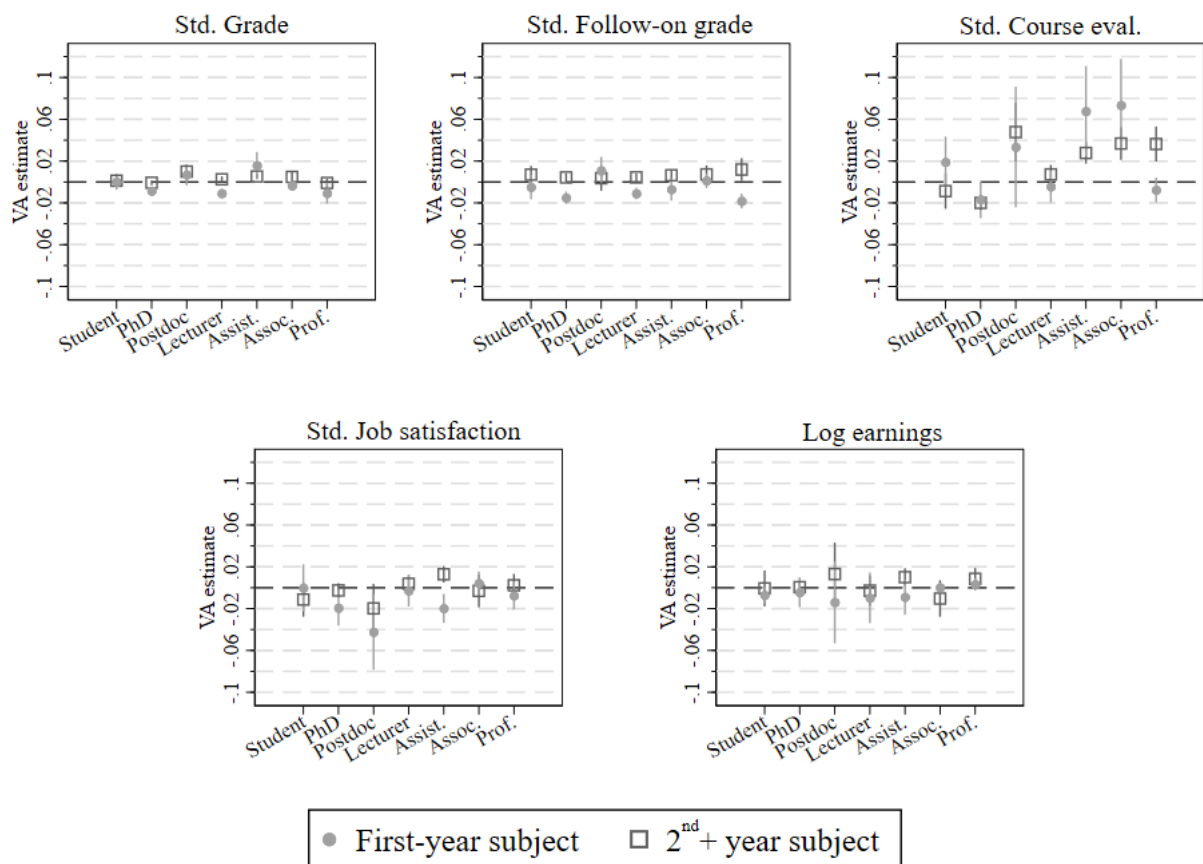 Std. Grade
VA estimate
.1
.06
.02
-.02
-.06
-.1
Student
PhD
Postdoc
Lecturer
Assist.
Assoc.
Prof.
Std. Follow-on grade
VA estimate
.1
.06
.02
-.02
-.06
-.1
Student
PhD
Postdoc
Lecturer
Assist.
Assoc.
Prof.
Std. Course eval.
VA estimate
.1
.06
.02
-.02
-.06
-.1
Student
PhD
Postdoc
Lecturer
Assist.
Assoc.
Prof.
Std. Job satisfaction
VA estimate
.1
.06
.02
-.02
-.06
-.1
Student
PhD
Postdoc
Lecturer
Assist.
Assoc.
Prof.
Log earnings
VA estimate
.1
.06
.02
-.02
-.06
-.1
Student
PhD
Postdoc
Lecturer
Assist.
Assoc.
Prof.
First-year subject
2nd+ year subject